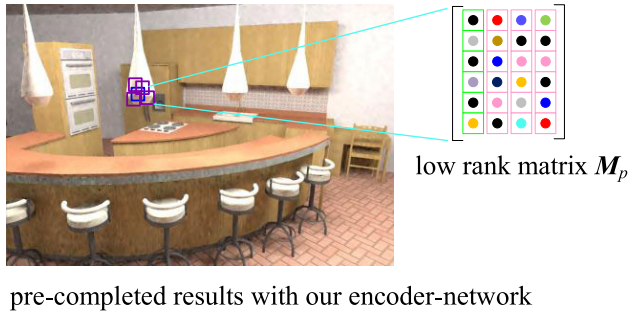 low rank matrix M_p
pre-completed results with our encoder-network